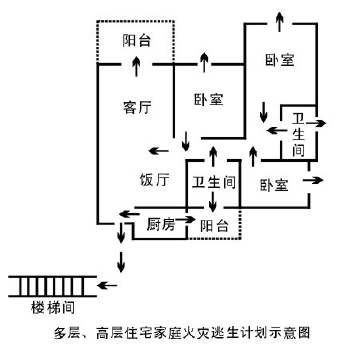 阳台
卧室
客厅
卧室
卫生间
饭厅
卫生间
卧室
厨房
阳台
楼梯间
多层、高层住宅家庭火灾逃生计划示意图